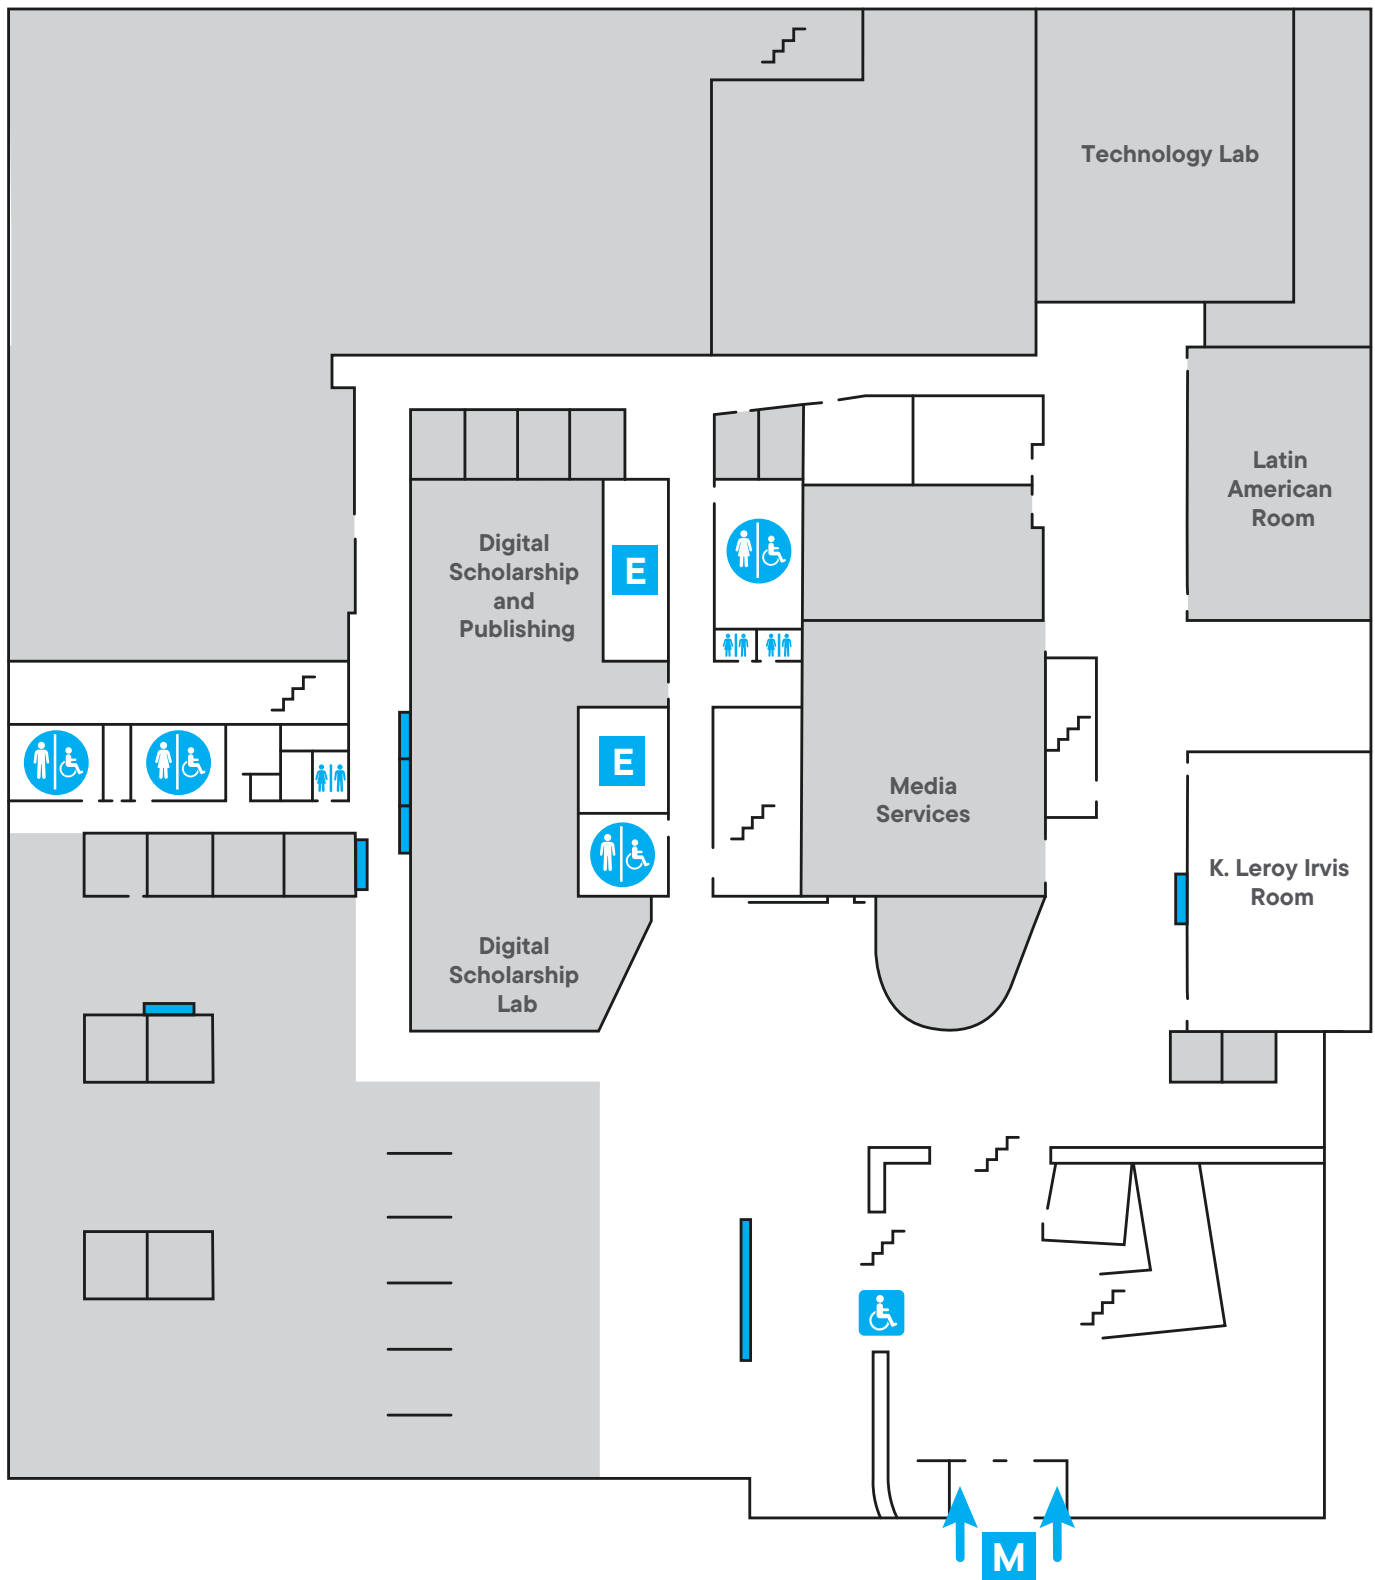 Technology Lab
Latin
American
Room
Digital
Scholarship
and
Publishing
E
E
Media
Services
K. Leroy Irvis
Room
Digital
Scholarship
Lab
M